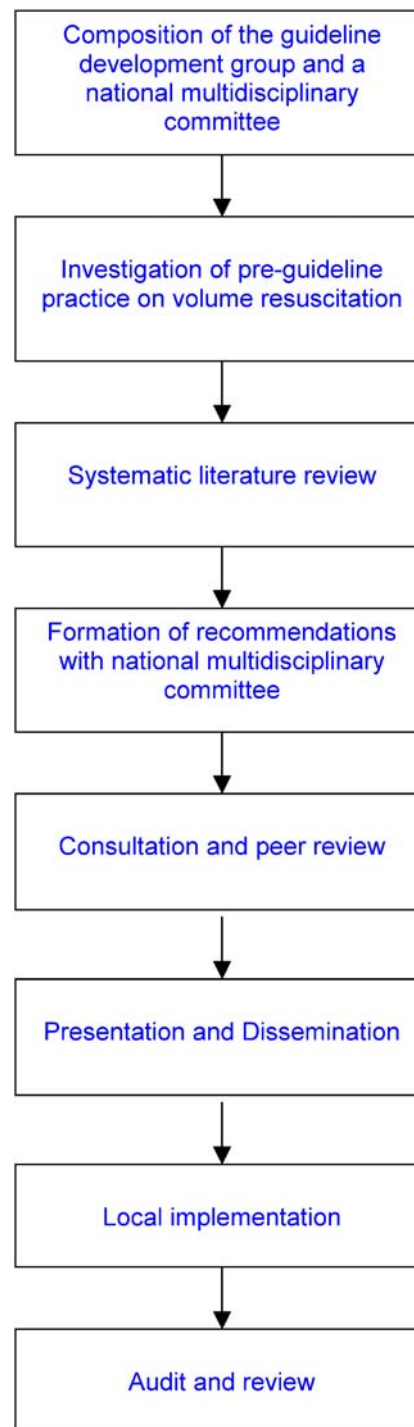 Composition of the guideline
development group and a
national multidisciplinary
committee
Investigation of pre-guideline
practice on volume resuscitation
Systematic literature review
Formation of recommendations
with national multidisciplinary
committee
Consultation and peer review
Presentation and Dissemination
Local implementation
Audit and review